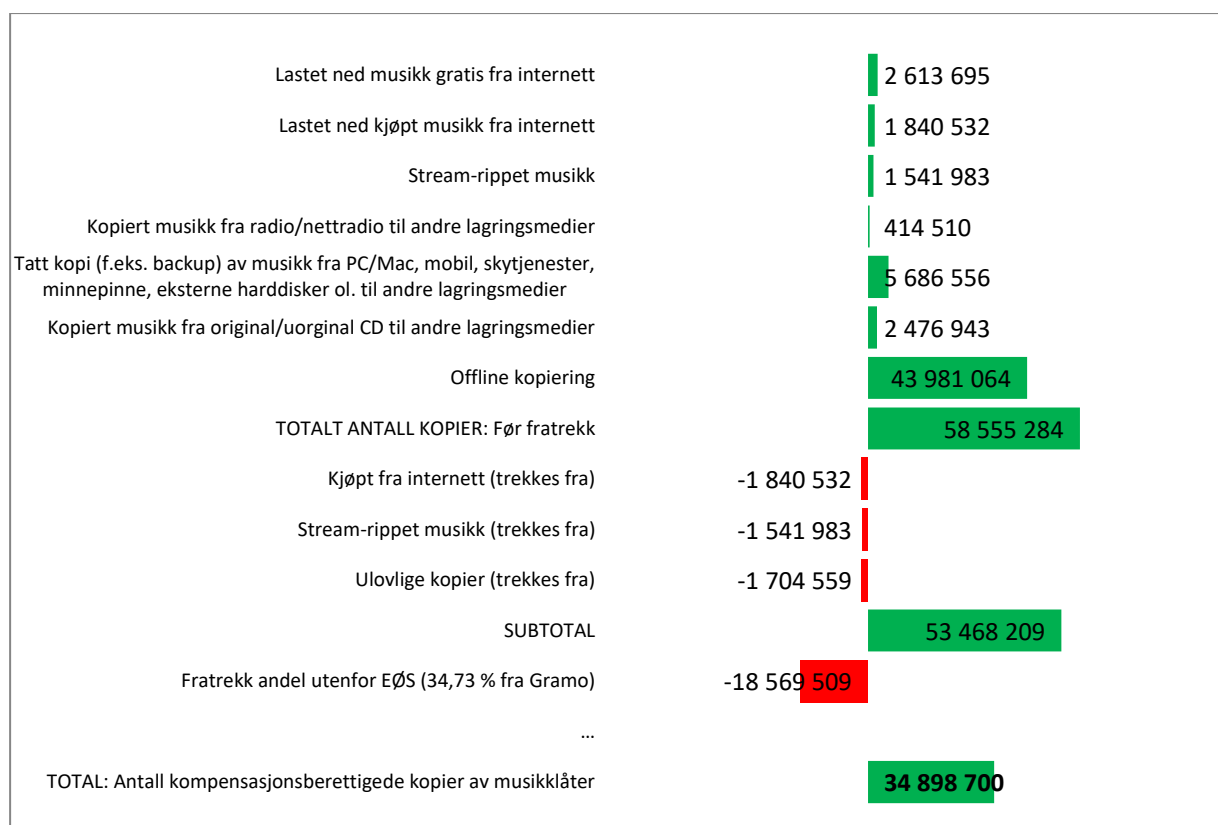 Lastet ned musikk gratis fra internett 2 613 695
Lastet ned kjøpt musikk fra internett 1 840 532
Stream-rippet musikk 1 541 983
Kopiert musikk fra radio/nettradio til andre lagringsmedier 414 510
Tatt kopi (f.eks. backup) av musikk fra PC/Mac, mobil, skytjenester,
minnepinne, eksterne harddisker ol. til andre lagringsmedier 5 686 556
Kopiert musikk fra original/uorginal CD til andre lagringsmedier 2 476 943
Offline kopiering 43 981 064
TOTALT ANTALL KOPIER: Før fratrekk 58 555 284
Kjøpt fra internett (trekkes fra) -1 840 532
Stream-rippet musikk (trekkes fra) -1 541 983
Ulovlige kopier (trekkes fra) -1 704 559
SUBTOTAL 53 468 209
Fratrekk andel utenfor EØS (34,73 % fra Gramo) -18 569 509
...
TOTAL: Antall kompensasjonsberettigede kopier av musikklåter 34 898 700